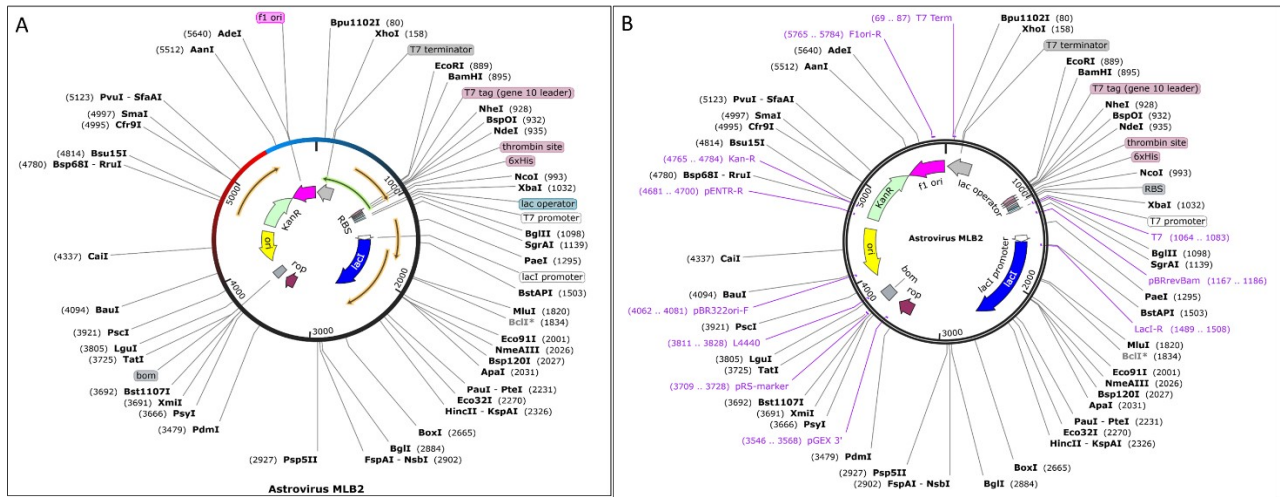 A
f1 ori
(5640) AdeI
(5512) AanI
(5123) PvuI - SfaAI
(4997) SmaI
(4995) Cfr9I
(4814) Bsu15I
(4780) Bsp68I - RruI
CaiI
(4337)
(4094) BauI
(3921) PscI
(3805) LguI
(3725) TatI
bom
(3692) Bst1107I
(3691) XmiI
(3666) PsyI
(3479) PdmI
(2927) Psp5II
Bpu1102I (80)
XhoI (158)
T7 terminator
EcoRI (889)
BamHI (895)
T7 tag (gene 10 leader)
NheI (928)
BspOI (932)
NdeI (935)
thrombin site
6xHis
NcoI (993)
XbaI (1032)
lac operator
T7 promoter
BglII (1098)
SgrAI (1139)
PaeI (1295)
lacI promoter
BstAPI (1503)
MluI (1820)
BclI* (1834)
Eco91I (2001)
NmeAIII (2026)
Bsp120I (2027)
ApaI (2031)
PauI - PteI (2231)
Eco32I (2270)
HincII - KspAI (2326)
BoxI (2665)
BglI (2884)
FspAI - NsbI (2902)
1000
2000
3000
4000
5000
KanR
ori
rop
RBS
lacI
Astrovirus MLB2
B
(69 .. 87) T7 Term
(5765 .. 5784) F1ori-R
(5640) AdeI
(5512) AanI
(5123) PvuI - SfaAI
(4997) SmaI
(4995) Cfr9I
(4814) Bsu15I
(4765 .. 4784) Kan-R
(4780) Bsp68I - RruI
(4681 .. 4700) pENTR-R
(4337) CaiI
(4094) BauI
(4062 .. 4081) pBR322ori-F
(3921) PscI
(3811 .. 3828) L4440
(3805) LguI
(3725) TatI
(3709 .. 3728) pRS-marker
(3692) Bst1107I
(3691) XmiI
(3666) PsyI
(3546 .. 3568) pGEX 3'
(3479) PdmI
(2927) Psp5II
(2902) FspAI - NsbI
Bpu1102I (80)
XhoI (158)
T7 terminator
EcoRI (889)
BamHI (895)
T7 tag (gene 10 leader)
NheI (928)
BspOI (932)
NdeI (935)
thrombin site
6xHis
NcoI (993)
RBS
XbaI (1032)
T7 promoter
T7 (1064 .. 1083)
BglII (1098)
SgrAI (1139)
pBRrevBam (1167 .. 1186)
PaeI (1295)
BstAPI (1503)
LacI-R (1489 .. 1508)
MluI (1820)
BclI* (1834)
Eco91I (2001)
NmeAIII (2026)
Bsp120I (2027)
ApaI (2031)
PauI - PteI (2231)
Eco32I (2270)
HincII - KspAI (2326)
BoxI (2665)
BglI (2884)
1000
2000
3000
4000
5000
f1 ori
lac operator
KanR
ori
bom
rop
lacI promoter
lacI
Astrovirus MLB2